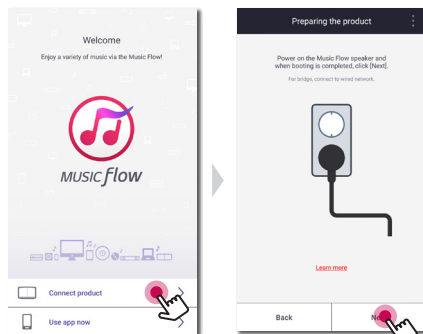 Welcome
Enjoy a variety of music via the Music Flow!
MUSIC flow
Connect product
Use app now
Preparing the product
Power on the Music Flow speaker and
when booting is completed, click [Next].
For bridge, connect to wired network.
Learn more
Back